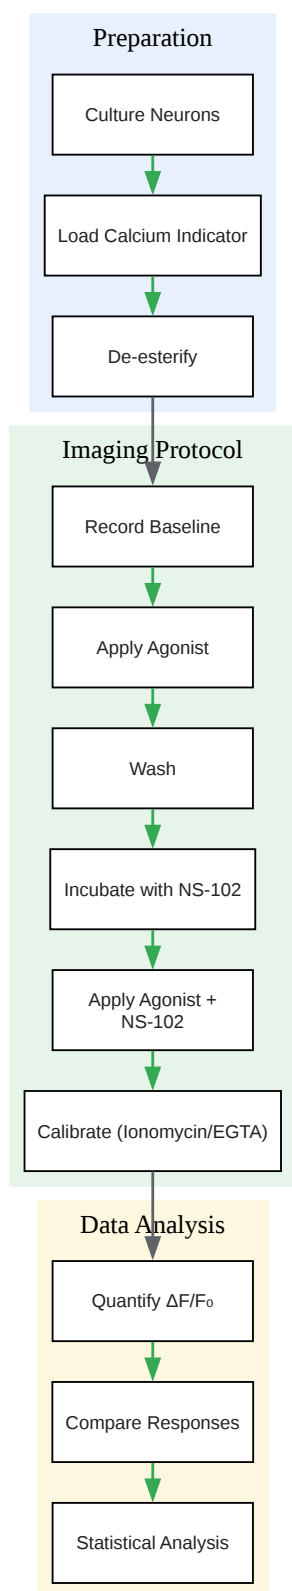 Preparation
Culture Neurons
Load Calcium Indicator
De-esterify
Imaging Protocol
Record Baseline
Apply Agonist
Wash
Incubate with NS-102
Apply Agonist +
NS-102
Calibrate (Ionomycin/EGTA)
Data Analysis
Quantify ΔF/F₀
Compare Responses
Statistical Analysis